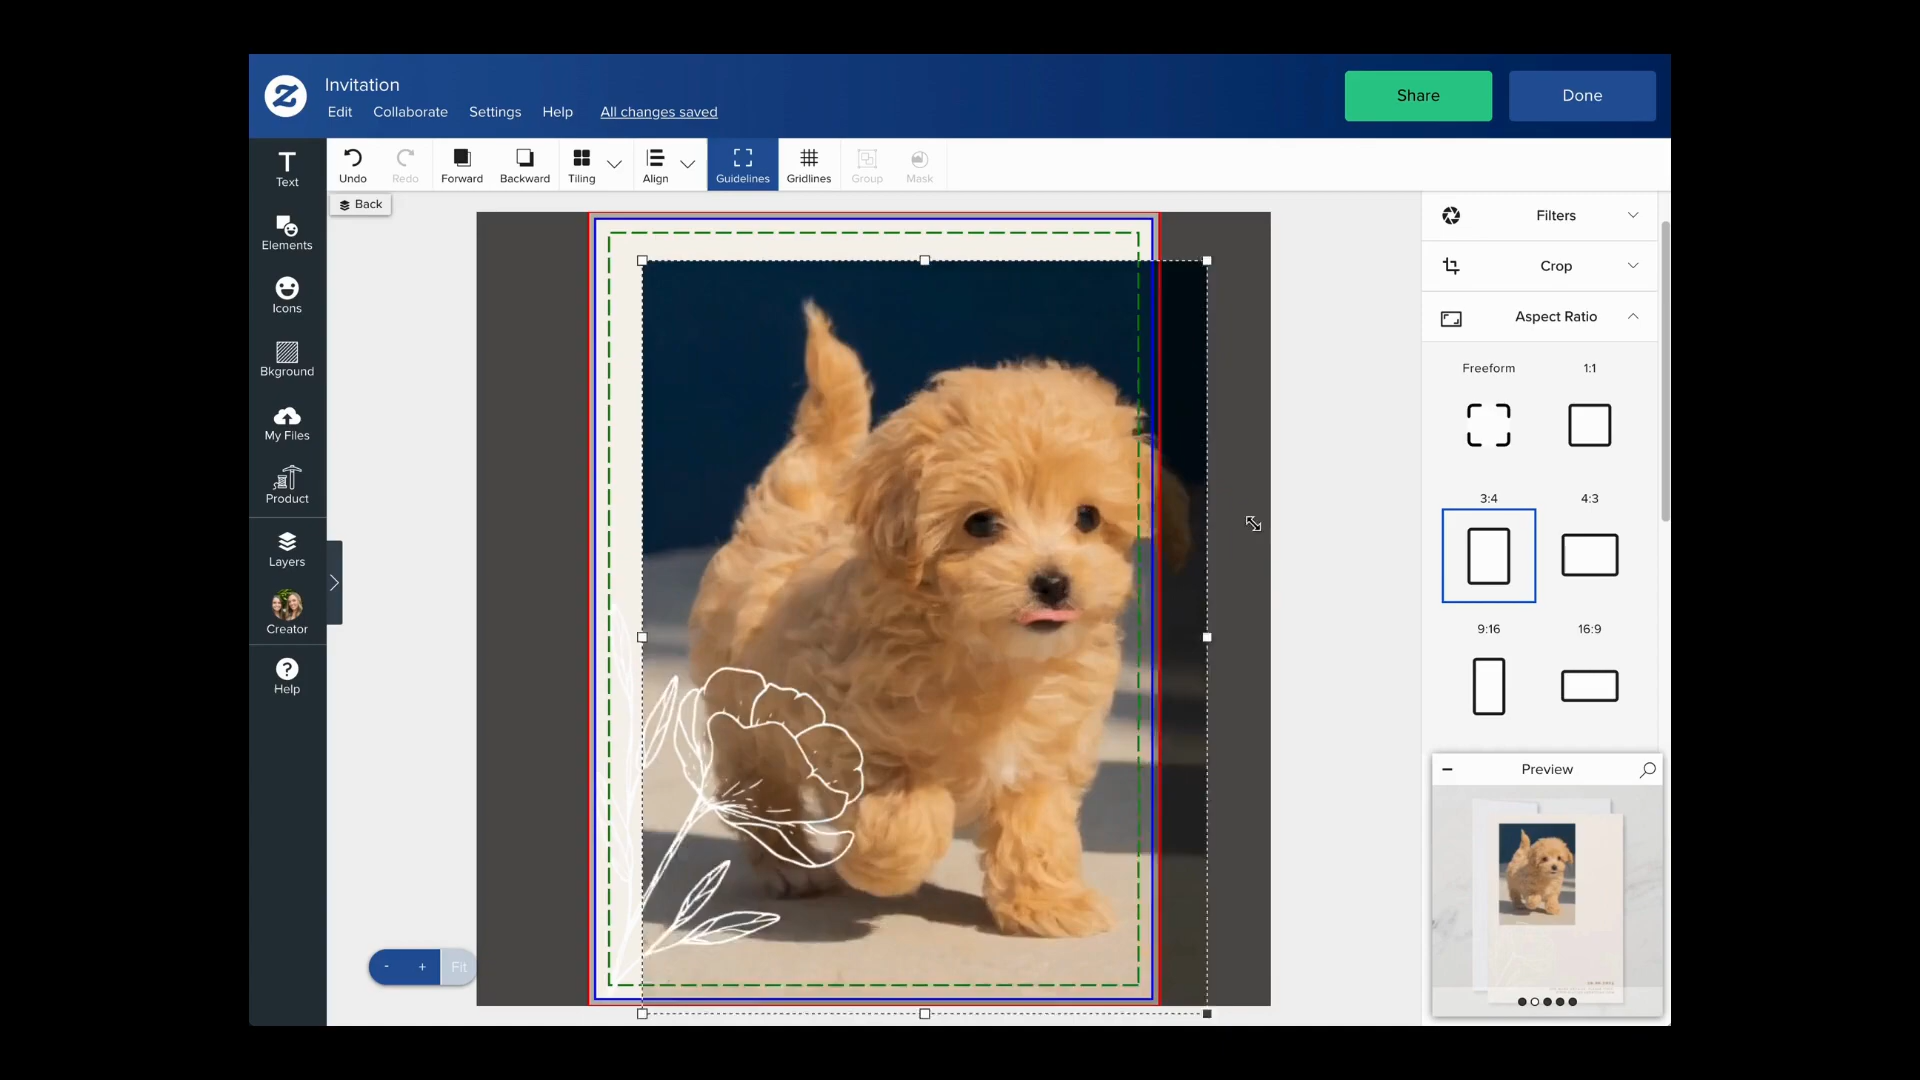 Invitation
Edit Collaborate Settings Help All changes saved
Share
Done
Undo
Redo
Forward
Backward
Tiling
Align
Guidelines
Gridlines
Group
Mask
Text
Elements
Icons
Bkground
My Files
Product
Layers
Creator
Help
Back
- + Fit
Filters
Crop
Aspect Ratio
Freeform 1:1
3:4 4:3
9:16 16:9
Preview